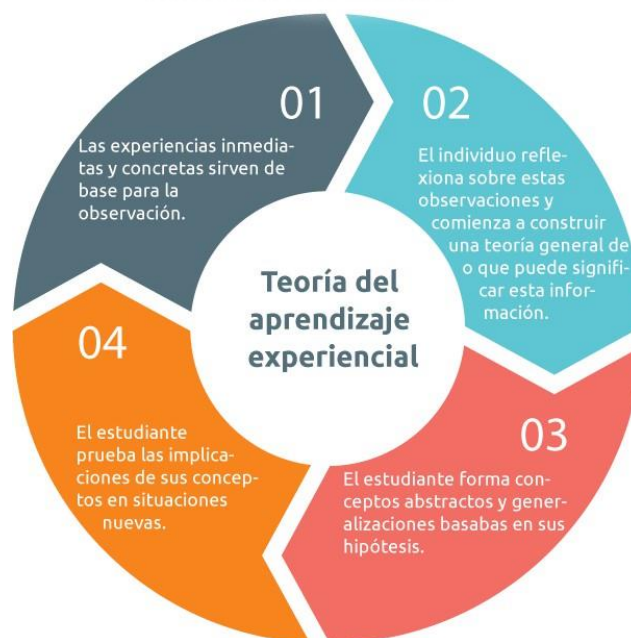 01
Las experiencias inmedia-
tas y concretas sirven de
base para la
observación.
02
El individuo refle-
xiona sobre estas
observaciones y
comienza a construir
una teoría general de
o que puede signifi-
car esta infor-
mación.
Teoría del
aprendizaje
experiencial
03
El estudiante forma con-
ceptos abstractos y gener-
alizaciones basabas en sus
hipótesis.
04
El estudiante
prueba las implica-
ciones de sus concep-
tos en situaciones
nuevas.